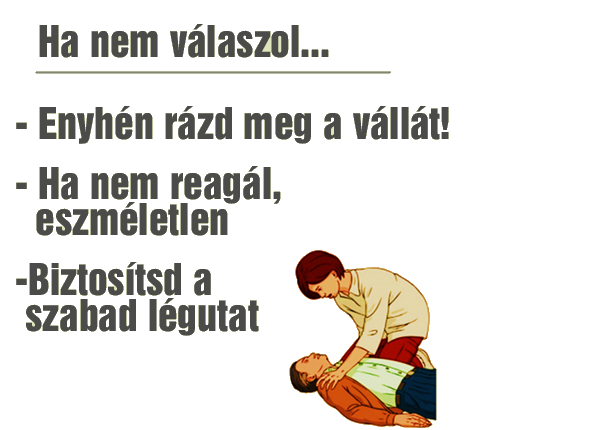 Ha nem válaszol...
- Enyhén rázd meg a vállát!
- Ha nem reagál,
eszméletlen
-Biztosítsd a
szabad légutat